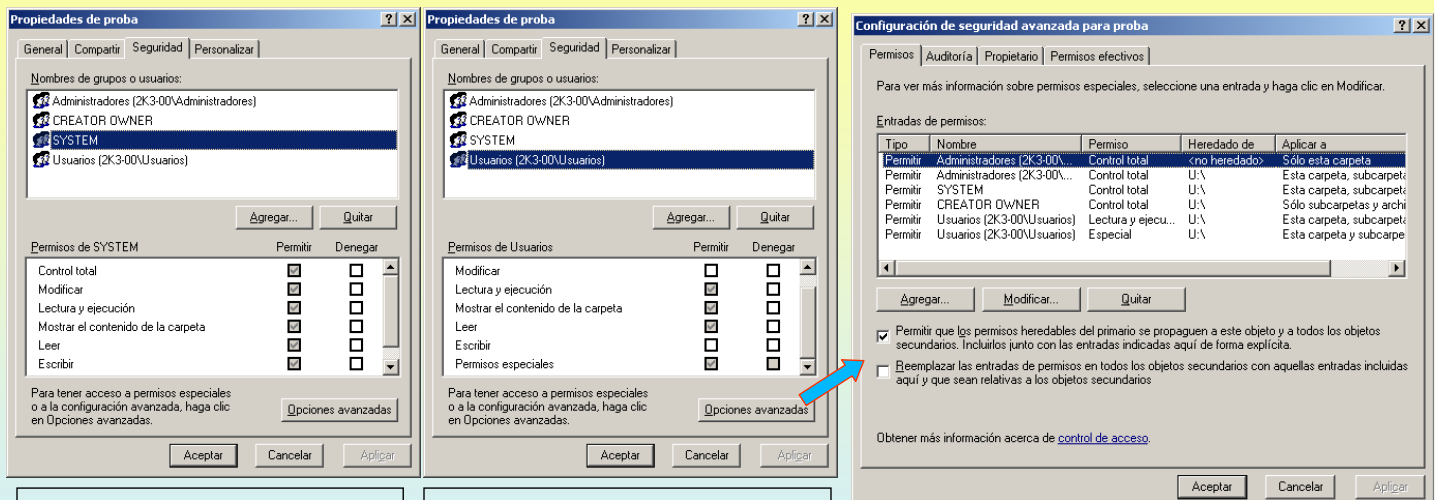 Propiedades de proba
General Compartir Seguridad Personalizar
Nombres de grupos o usuarios:
Administradores (2K3-00\Administradores)
CREATOR OWNER
SYSTEM
Usuarios (2K3-00\Usuarios)
Agregar... Quitar
Permisos de SYSTEM Permitir Denegar
Control total
Modificar
Lectura y ejecución
Mostrar el contenido de la carpeta
Leer
Escribir
Para tener acceso a permisos especiales
o a la configuración avanzada, haga clic
en Opciones avanzadas.
Opciones avanzadas
Aceptar Cancelar Aplicar
Propiedades de proba
General Compartir Seguridad Personalizar
Nombres de grupos o usuarios:
Administradores (2K3-00\Administradores)
CREATOR OWNER
SYSTEM
Usuarios (2K3-00\Usuarios)
Agregar... Quitar
Permisos de Usuarios Permitir Denegar
Modificar
Lectura y ejecución
Mostrar el contenido de la carpeta
Leer
Escribir
Permisos especiales
Para tener acceso a permisos especiales
o a la configuración avanzada, haga clic
en Opciones avanzadas.
Opciones avanzadas
Aceptar Cancelar Aplicar
Configuración de seguridad avanzada para proba
Permisos Auditoría Propietario Permisos efectivos
Para ver más información sobre permisos especiales, seleccione una entrada y haga clic en Modificar.
Entradas de permisos:
Tipo Nombre Permiso Heredado de Aplicar a
Permitir Administradores (2K3-00\... Control total <no heredado> Sólo esta carpeta
Permitir Administradores (2K3-00\... Control total U:\ Esta carpeta, subcarpeta
Permitir SYSTEM Control total U:\ Esta carpeta, subcarpeta
Permitir CREATOR OWNER Control total U:\ Sólo subcarpetas y archi
Permitir Usuarios (2K3-00\Usuarios) Lectura y ejecu... U:\ Esta carpeta, subcarpeta
Permitir Usuarios (2K3-00\Usuarios) Especial U:\ Esta carpeta y subcarpe
Agregar... Modificar... Quitar
Permitir que los permisos heredables del primario se propaguen a este objeto y a todos los objetos
secundarios. Incluirlos junto con las entradas indicadas aquí de forma explícita.
Reemplazar las entradas de permisos en todos los objetos secundarios con aquellas entradas incluidas
aquí y que sean relativas a los objetos secundarios
Obtener más información acerca de control de acceso.
Aceptar Cancelar Aplicar